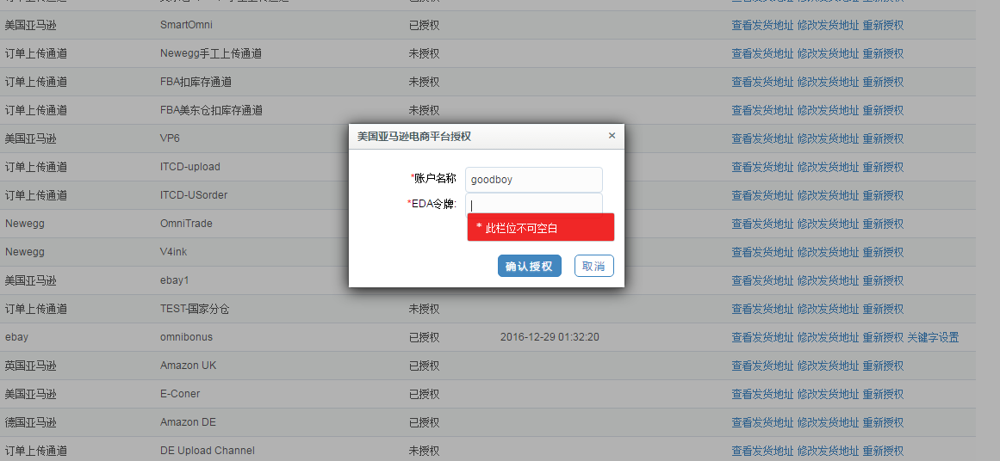 美国亚马逊 SmartOmni 已授权 查看发货地址 修改发货地址 重新授权
订单上传通道 Newegg手工上传通道 未授权 查看发货地址 修改发货地址 重新授权
订单上传通道 FBA扣库存通道 未授权 查看发货地址 修改发货地址 重新授权
订单上传通道 FBA美东仓扣库存通道 未授权 查看发货地址 修改发货地址 重新授权
美国亚马逊 VP6 查看发货地址 修改发货地址 重新授权
订单上传通道 ITCD-upload 查看发货地址 修改发货地址 重新授权
订单上传通道 ITCD-USorder 查看发货地址 修改发货地址 重新授权
Newegg OmniTrade 查看发货地址 修改发货地址 重新授权
Newegg V4ink 查看发货地址 修改发货地址 重新授权
美国亚马逊 ebay1 查看发货地址 修改发货地址 重新授权
订单上传通道 TEST-国家分仓 未授权 查看发货地址 修改发货地址 重新授权
ebay omnibonus 已授权 2016-12-29 01:32:20 查看发货地址 修改发货地址 重新授权 关键字设置
英国亚马逊 Amazon UK 已授权 查看发货地址 修改发货地址 重新授权
美国亚马逊 E-Coner 已授权 查看发货地址 修改发货地址 重新授权
德国亚马逊 Amazon DE 已授权 查看发货地址 修改发货地址 重新授权
订单上传通道 DE Upload Channel 未授权 查看发货地址 修改发货地址 重新授权
美国亚马逊电商平台授权 ×
*账户名称 goodboy
*EDA令牌:
* 此栏位不可空白
确认授权 取消